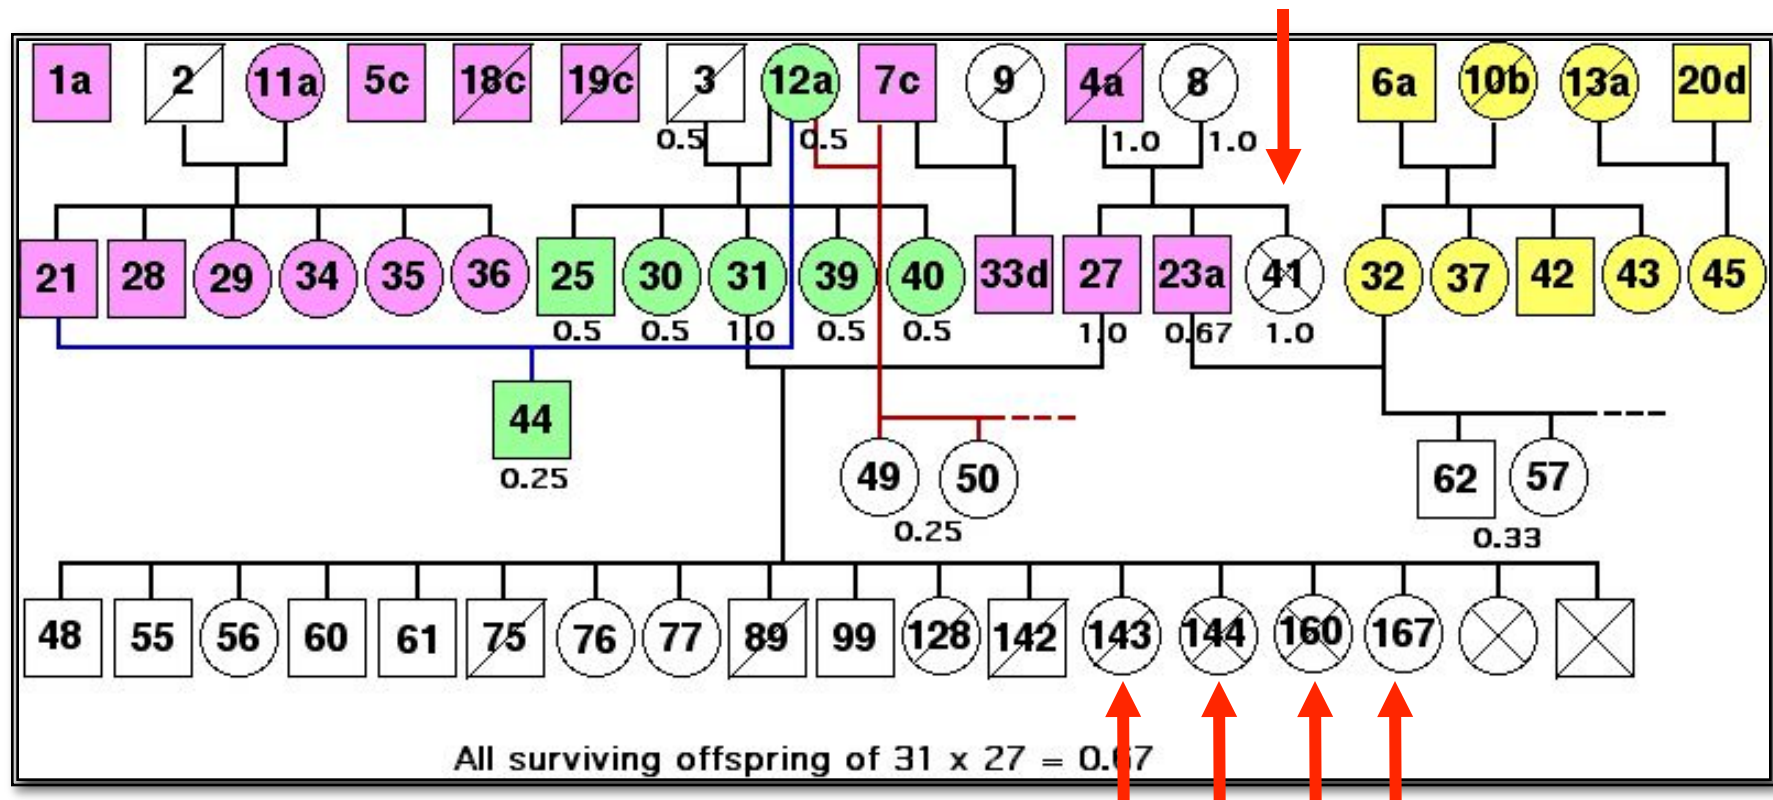 1a 2 11a 5c 18c 19c 3 12a 7c 9 4a 8 6a 10b 13a 20d
0.5 0.5 1.0 1.0
21 28 29 34 35 36 25 30 31 39 40 33d 27 23a 41 32 37 42 43 45
0.5 0.5 1.0 0.5 0.5 1.0 0.67 1.0
44
0.25
49 50 62 57
0.25 0.33
48 55 56 60 61 75 76 77 89 99 128 142 143 144 160 167
All surviving offspring of 31 x 27 = 0.67